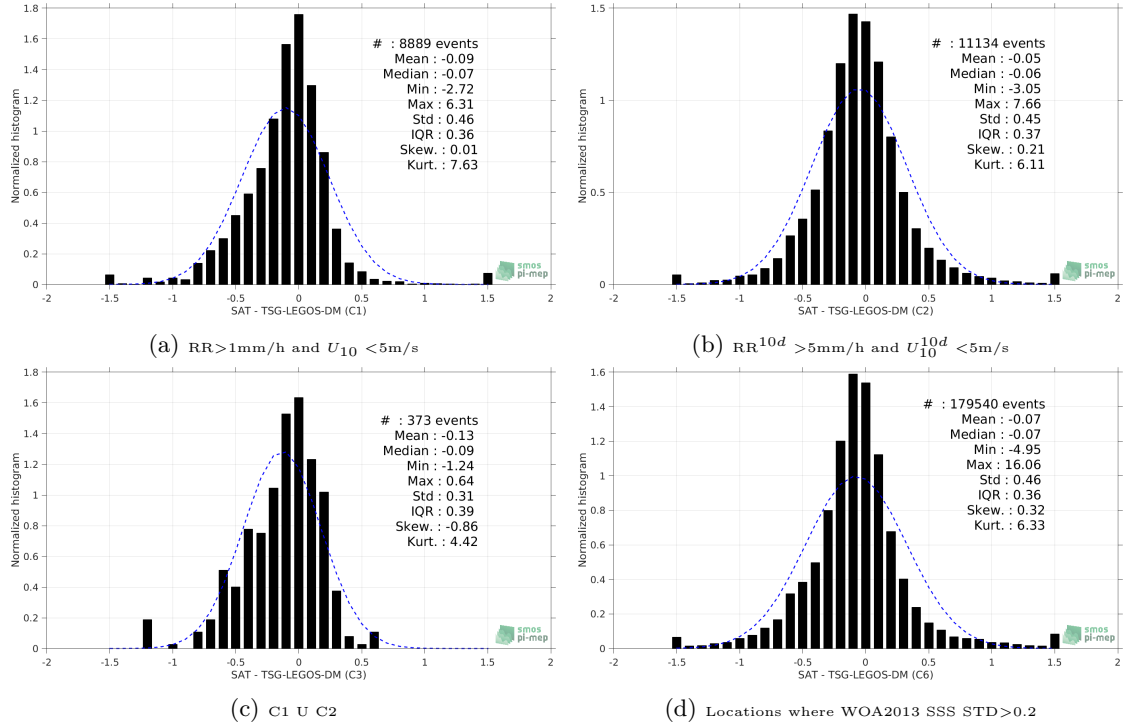 1.8
1.6
1.4
1.2
1
0.8
0.6
0.4
0.2
0
-2 -1.5 -1 -0.5 0 0.5 1 1.5 2
Normalized histogram
SAT - TSG-LEGOS-DM (C1)
# : 8889 events
Mean : -0.09
Median : -0.07
Min : -2.72
Max : 6.31
Std : 0.46
IQR : 0.36
Skew. : 0.01
Kurt. : 7.63
smos
pi-mep
(a) RR>1mm/h and U10 <5m/s
1.5
1
0.5
0
-2 -1.5 -1 -0.5 0 0.5 1 1.5 2
Normalized histogram
SAT - TSG-LEGOS-DM (C2)
# : 11134 events
Mean : -0.05
Median : -0.06
Min : -3.05
Max : 7.66
Std : 0.45
IQR : 0.37
Skew. : 0.21
Kurt. : 6.11
smos
pi-mep
(b) RR10d >5mm/h and U10d10 <5m/s
1.8
1.6
1.4
1.2
1
0.8
0.6
0.4
0.2
0
-2 -1.5 -1 -0.5 0 0.5 1 1.5 2
Normalized histogram
SAT - TSG-LEGOS-DM (C3)
# : 373 events
Mean : -0.13
Median : -0.09
Min : -1.24
Max : 0.64
Std : 0.31
IQR : 0.39
Skew. : -0.86
Kurt. : 4.42
smos
pi-mep
(c) C1 U C2
1.6
1.4
1.2
1
0.8
0.6
0.4
0.2
0
-2 -1.5 -1 -0.5 0 0.5 1 1.5 2
Normalized histogram
SAT - TSG-LEGOS-DM (C6)
# : 179540 events
Mean : -0.07
Median : -0.07
Min : -4.95
Max : 16.06
Std : 0.46
IQR : 0.36
Skew. : 0.32
Kurt. : 6.33
smos
pi-mep
(d) Locations where WOA2013 SSS STD>0.2